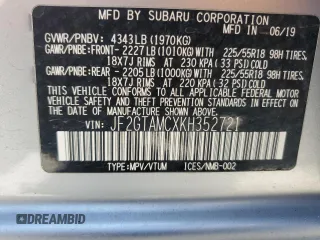 MFD. BY SUBARU CORPORATION 06/19
GVWR/PNBV: 4343LB (1970KG)
GAWR/PNBE: FRONT- 2227LB (1010KG) WITH 225/55R18 98H TIRES
18X7J RIMS AT 230 KPA (33 PSI) COLD WITH
GAWR/PNBE: REAR - 2205LB (1000KG) WITH 225/55R18 98H TIRES
18X7J RIMS AT 220 KPA (32 PSI) COLD
THIS VEHICLE CONFORMS TO ALL APPLICABLE
FEDERAL MOTOR VEHICLE SAFETY, BUMPER, AND
THEFT PREVENTION STANDARDS IN EFFECT ON THE
DATE OF MANUFACTURE SHOWN ABOVE.
VIN: JF2GTAMCXKH352721
TYPE:MPV/VTUM ICES/NMB-002